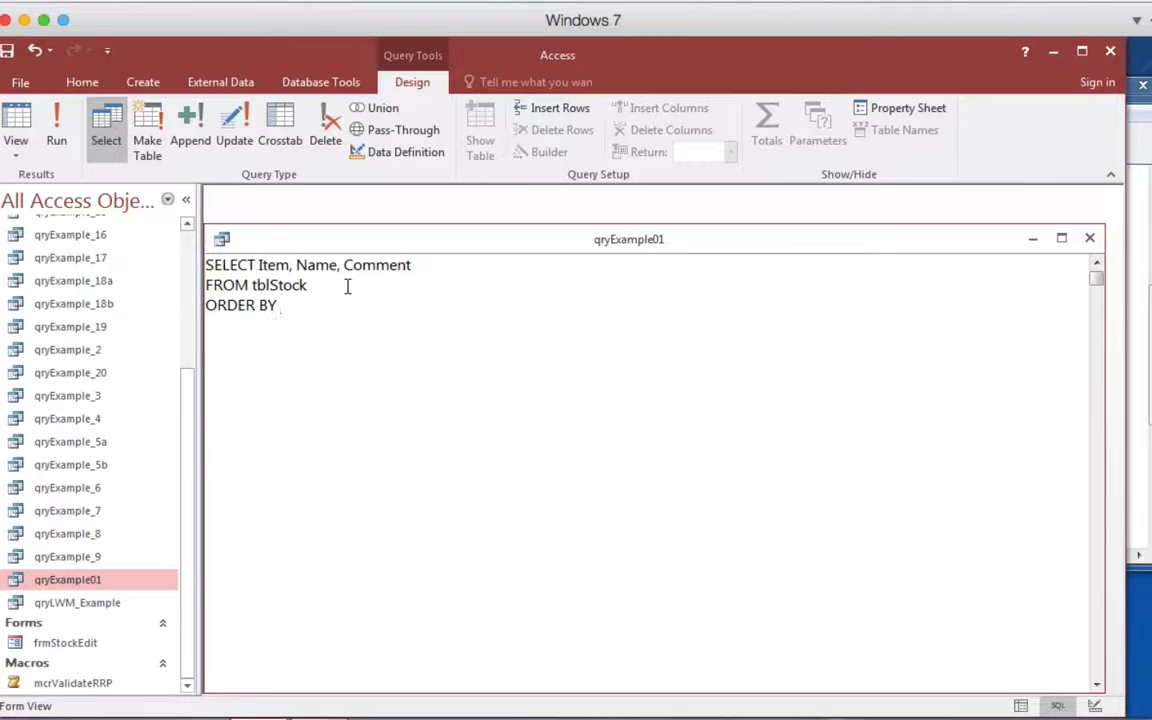 Windows 7
Query Tools
Access
File
Home
Create
External Data
Database Tools
Design
Tell me what you want
Sign in
View
Run
Select
Make Table
Append
Update
Crosstab
Delete
Union
Pass-Through
Data Definition
Show Table
Insert Rows
Delete Rows
Builder
Insert Columns
Delete Columns
Return:
Totals
Parameters
Property Sheet
Table Names
Results
Query Type
Query Setup
Show/Hide
All Access Obje...
qryExample_16
qryExample_17
qryExample_18a
qryExample_18b
qryExample_19
qryExample_2
qryExample_20
qryExample_3
qryExample_4
qryExample_5a
qryExample_5b
qryExample_6
qryExample_7
qryExample_8
qryExample_9
qryExample01
qryLWM_Example
Forms
frmStockEdit
Macros
mcrValidateRRP
qryExample01
SELECT Item, Name, Comment
FROM tblStock
ORDER BY
Form View
SQL